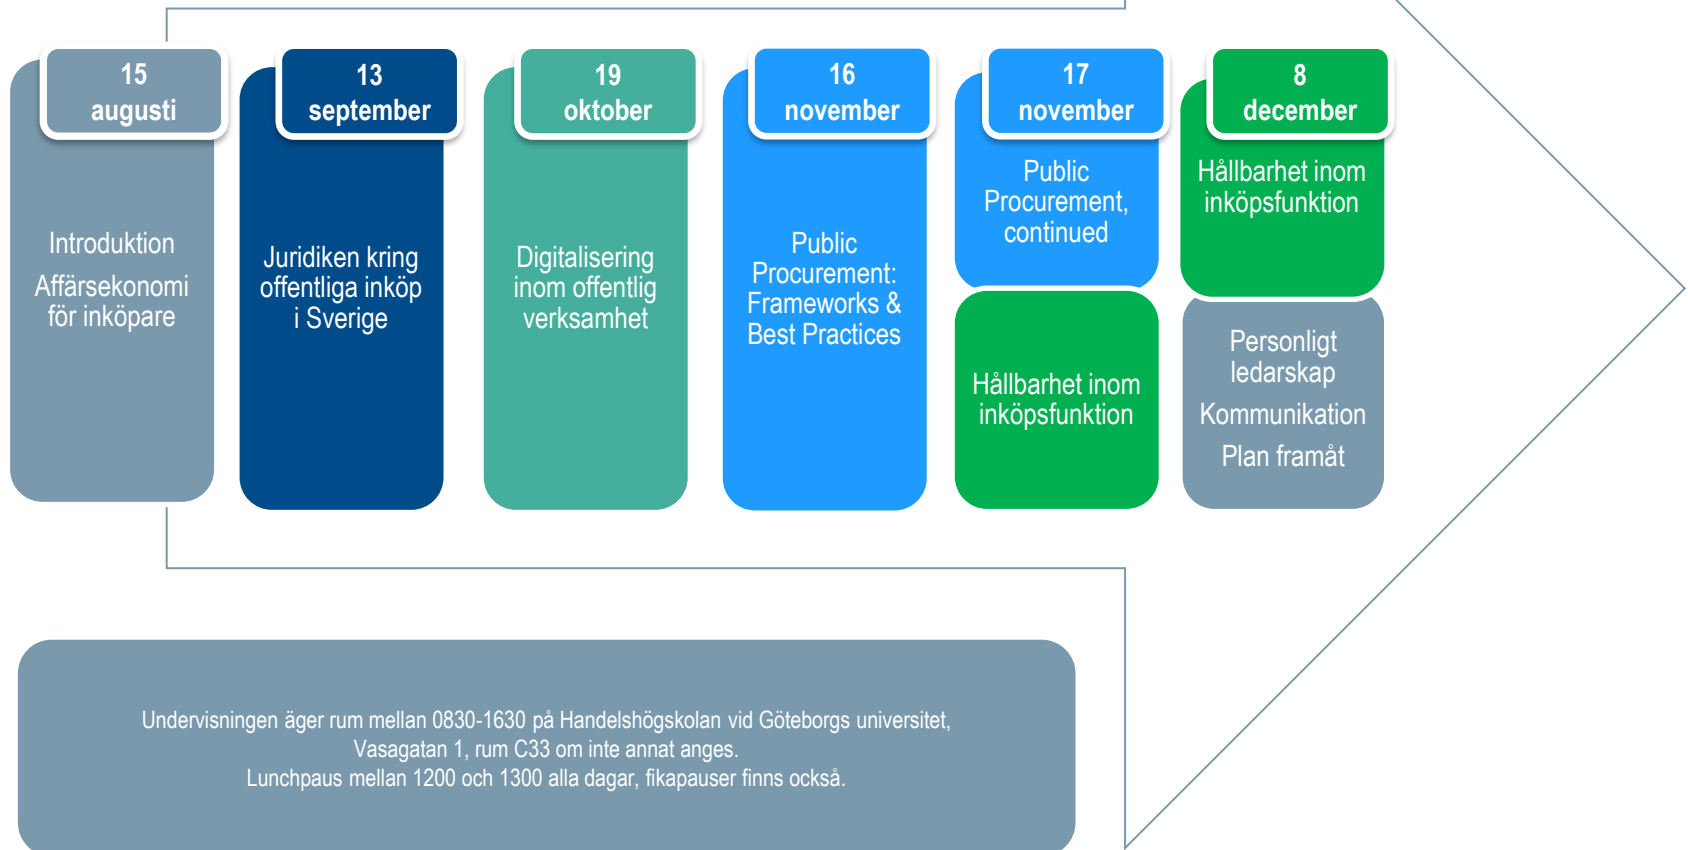 15
augusti
Introduktion
Affärsekonomi
för inköpare
13
september
Juridiken kring
offentliga inköp
i Sverige
19
oktober
Digitalisering
inom offentlig
verksamhet
16
november
Public
Procurement:
Frameworks &
Best Practices
17
november
Public
Procurement,
continued
Hållbarhet inom
inköpsfunktion
8
december
Hållbarhet inom
inköpsfunktion
Personligt
ledarskap
Kommunikation
Plan framåt
Undervisningen äger rum mellan 0830-1630 på Handelshögskolan vid Göteborgs universitet,
Vasagatan 1, rum C33 om inte annat anges.
Lunchpaus mellan 1200 och 1300 alla dagar, fikapauser finns också.